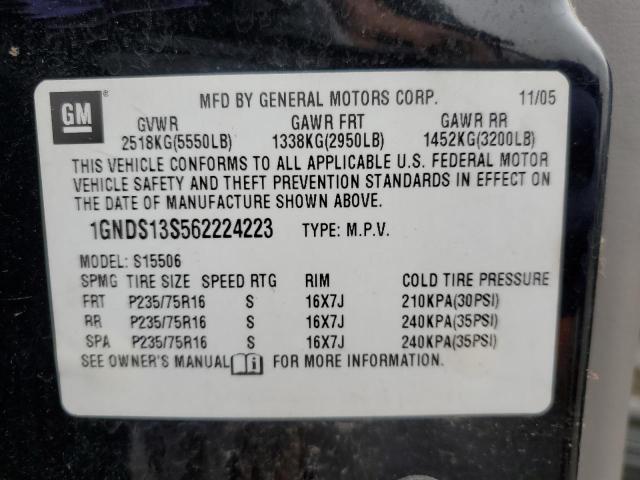 GM ® MFD BY GENERAL MOTORS CORP. 11/05
GVWR GAWR FRT GAWR RR
2518KG(5550LB) 1338KG(2950LB) 1452KG(3200LB)
THIS VEHICLE CONFORMS TO ALL APPLICABLE U.S. FEDERAL MOTOR
VEHICLE SAFETY AND THEFT PREVENTION STANDARDS IN EFFECT ON
THE DATE OF MANUFACTURE SHOWN ABOVE.
1GNDS13S562224223 TYPE: M.P.V.
MODEL: S15506
SPMG TIRE SIZE SPEED RTG RIM COLD TIRE PRESSURE
FRT P235/75R16 S 16X7J 210KPA(30PSI)
RR P235/75R16 S 16X7J 240KPA(35PSI)
SPA P235/75R16 S 16X7J 240KPA(35PSI)
SEE OWNER'S MANUAL i FOR MORE INFORMATION.